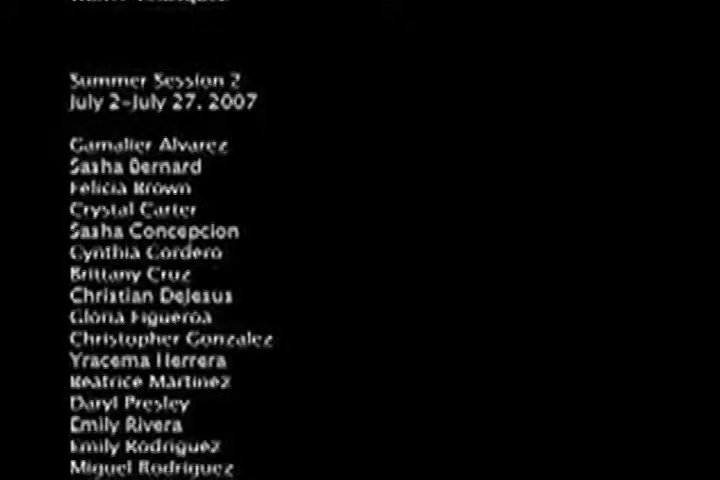 Summer Session 2
July 2-July 27, 2007
Gamalier Alvarez
Sasha Bernard
Felicia Brown
Crystal Carter
Sasha Concepcion
Cynthia Cordero
Brittany Cruz
Christian DeJesus
Gloria Figueroa
Christopher Gonzalez
Yracema Herrera
Beatrice Martinez
Daryl Presley
Emily Rivera
Emily Rodriguez
Miguel Rodriguez